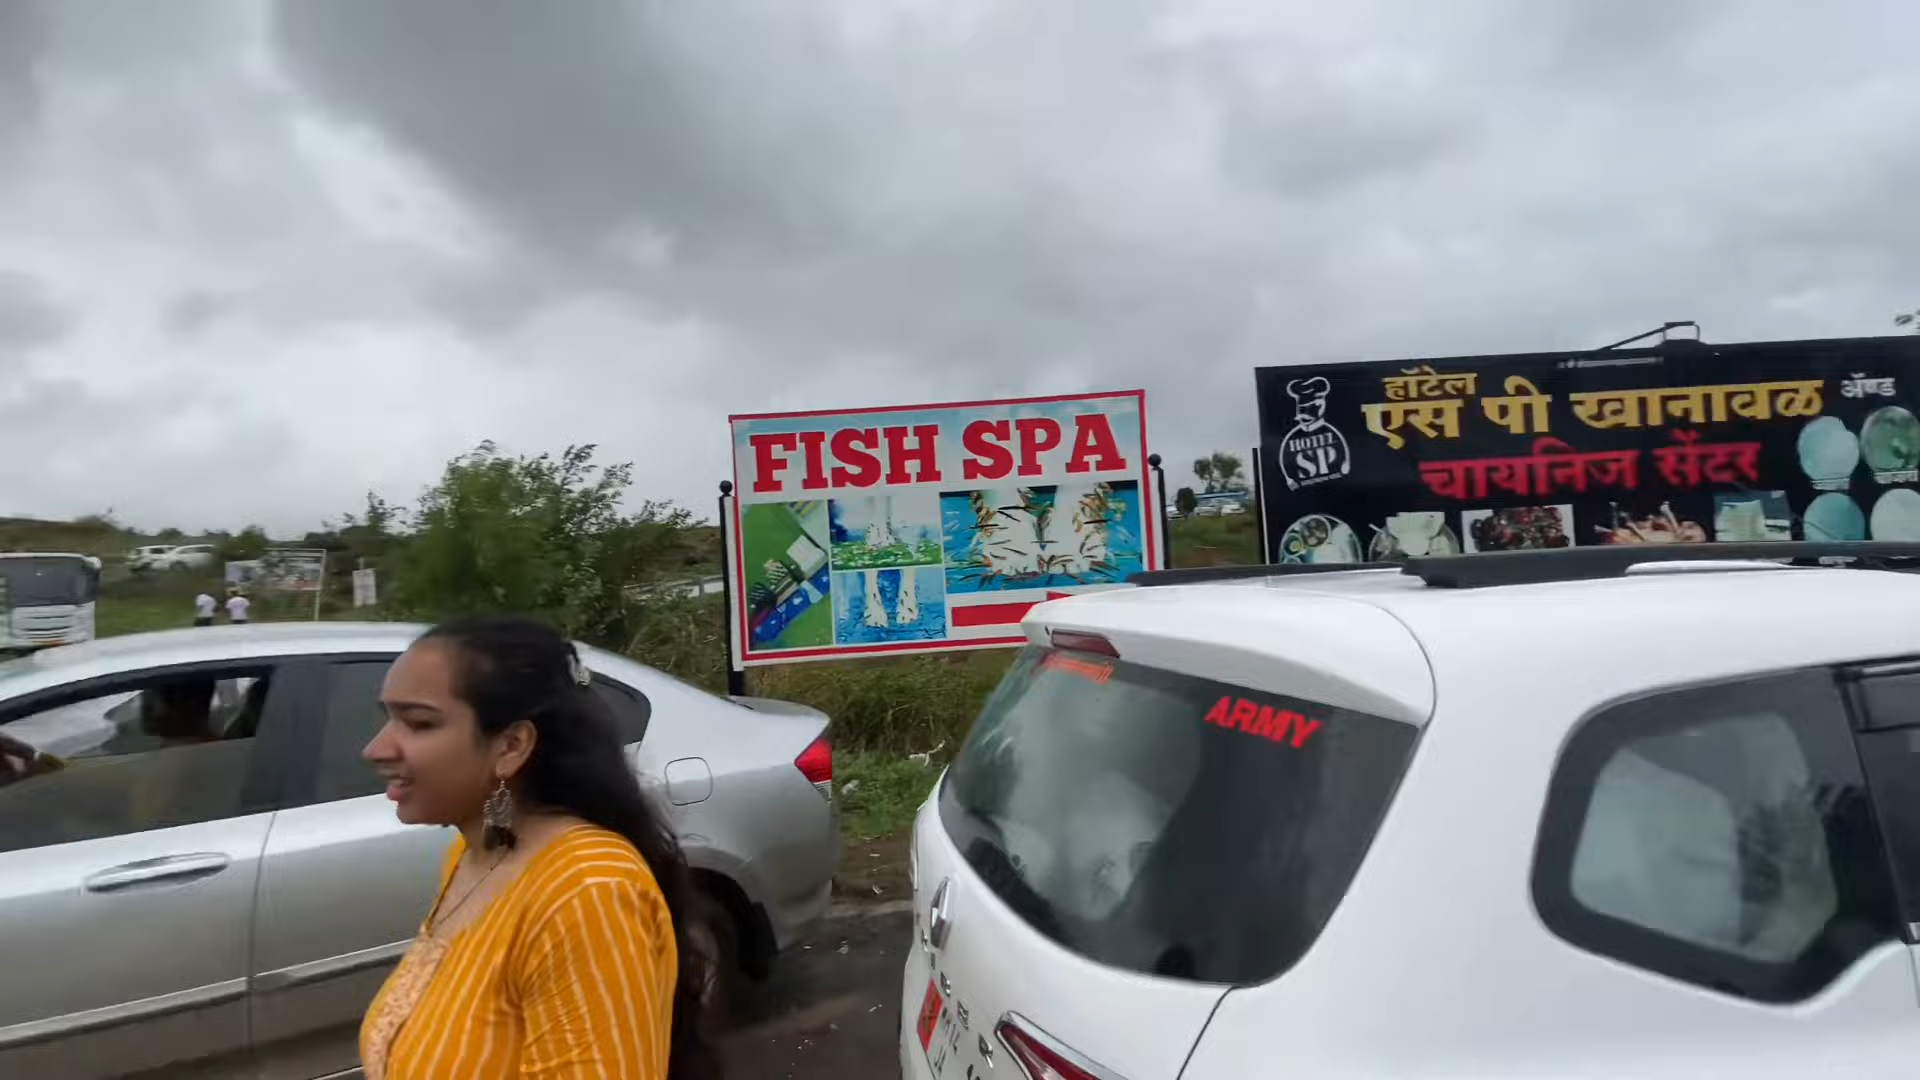 FISH SPA
हॉटेल
एस पी खानावळ ॲण्ड
चायनिज सेंटर
HOTEL
SP
ARMY